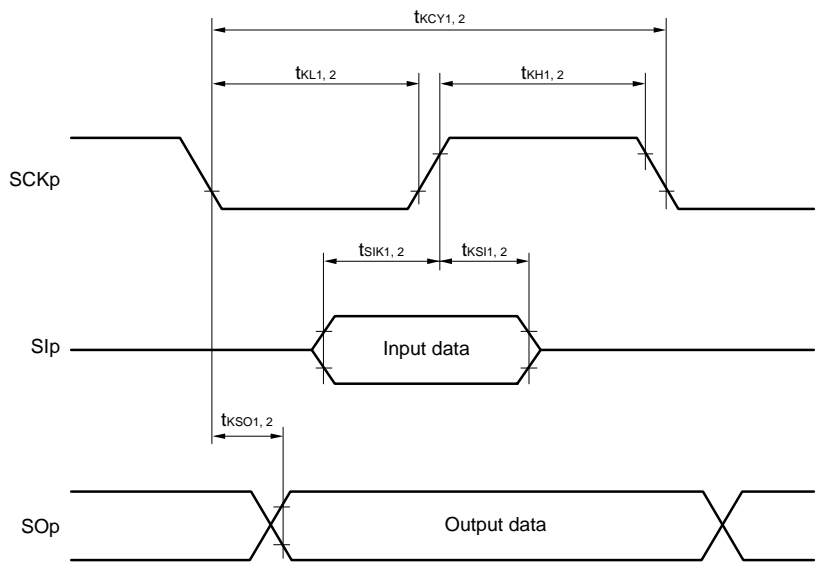 tKCY1, 2
tKL1, 2
tKH1, 2
SCKp
tSIK1, 2
tKSI1, 2
SIp
Input data
tKSO1, 2
SOp
Output data